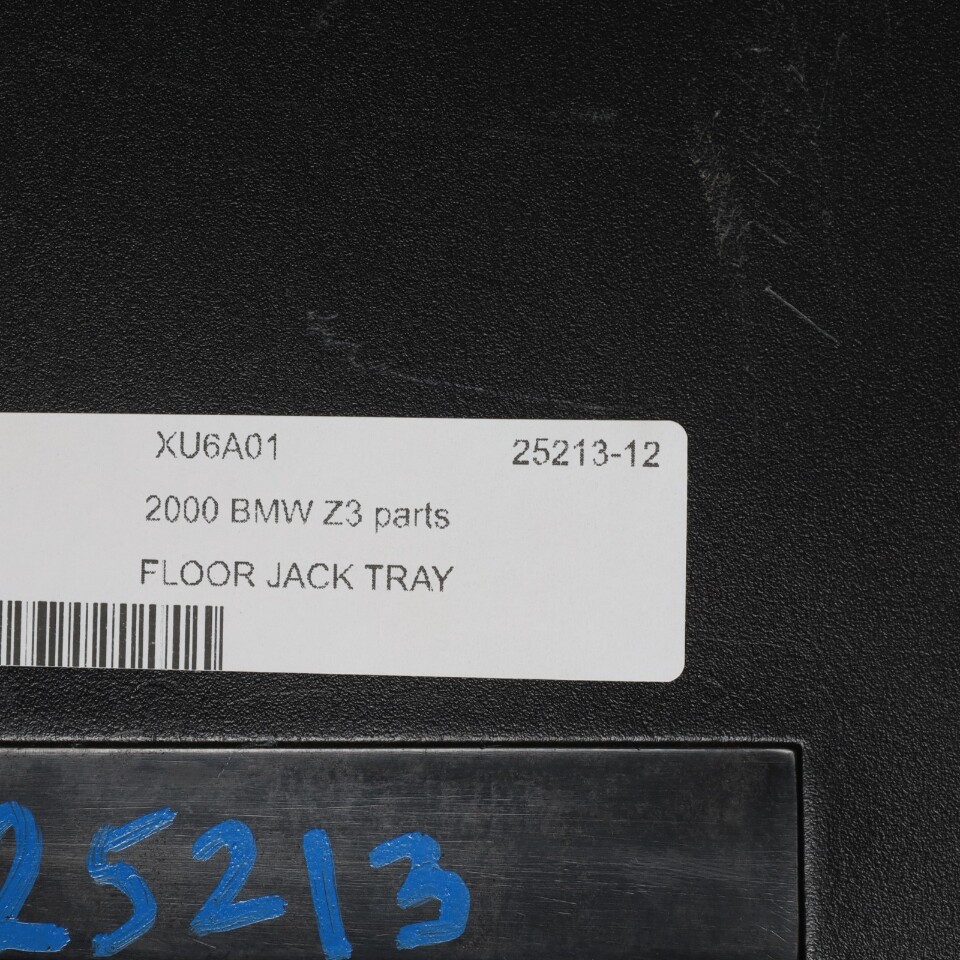 XU6A01 25213-12
2000 BMW Z3 parts
FLOOR JACK TRAY
25213